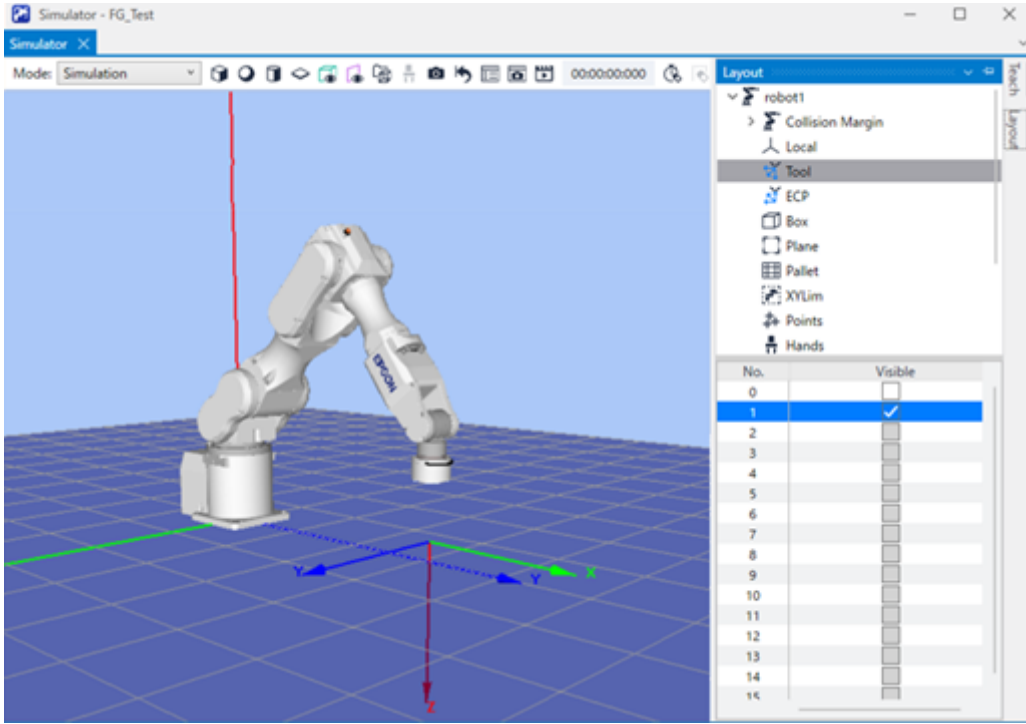 Simulator - FG_Test
Simulator
Mode: Simulation 00:00:00:000
Layout
robot1
Collision Margin
Local
Tool
ECP
Box
Plane
Pallet
XYLim
Points
Hands
Teach
Layout
No. Visible
0
1
2
3
4
5
6
7
8
9
10
11
12
13
14
15
EPSON
Y
Y
X
Z